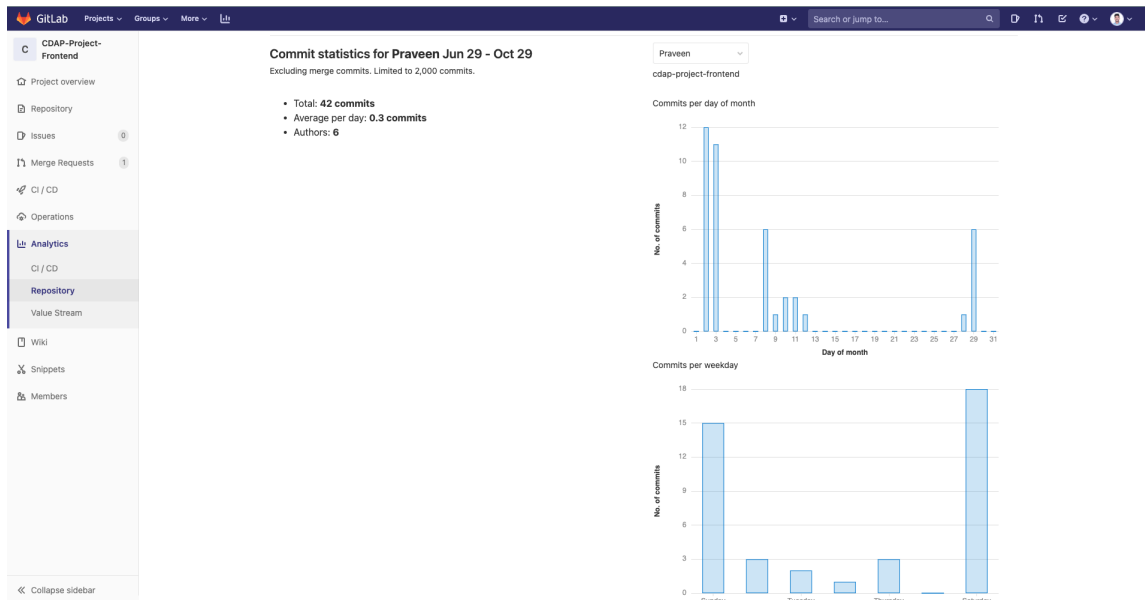 GitLab Projects Groups More Search or jump to...
C CDAP-Project-Frontend
Project overview
Repository
Issues 0
Merge Requests 1
CI / CD
Operations
Analytics
CI / CD
Repository
Value Stream
Wiki
Snippets
Members
Collapse sidebar
Commit statistics for Praveen Jun 29 - Oct 29
Excluding merge commits. Limited to 2,000 commits.
• Total: 42 commits
• Average per day: 0.3 commits
• Authors: 6
Praveen
cdap-project-frontend
Commits per day of month
12
10
8
6
4
2
0
No. of commits
1 3 5 7 9 11 13 15 17 19 21 23 25 27 29 31
Day of month
Commits per weekday
18
15
12
9
6
3
0
No. of commits
Sunday Tuesday Thursday Saturday